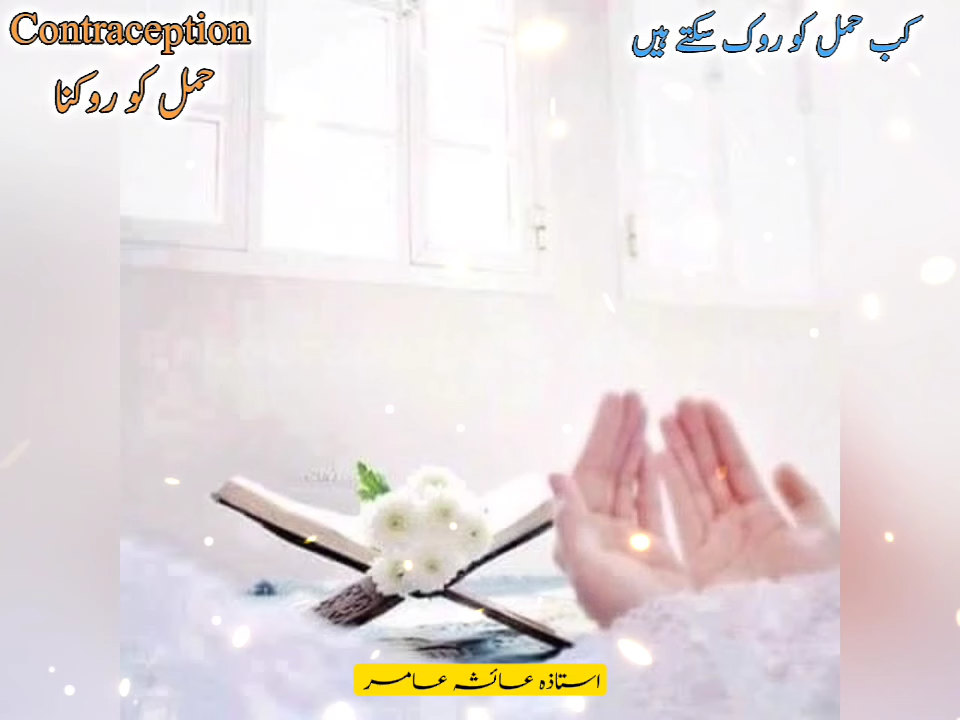 Contraception
حمل کو روکنا
کب حمل کو روک سکتے ہیں
استاذہ عائشہ عامر